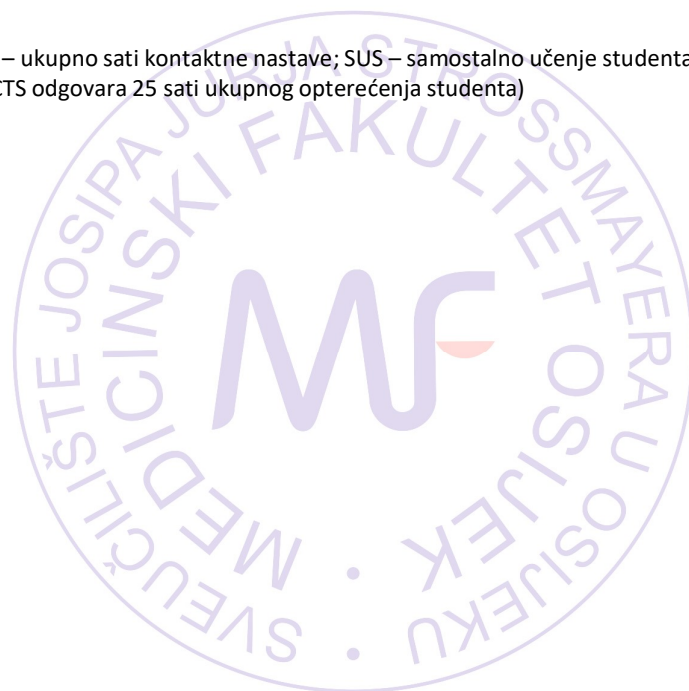 – ukupno sati kontaktne nastave; SUS – samostalno učenje studenta
CTS odgovara 25 sati ukupnog opterećenja studenta)
SVEUČILIŠTE JOSIPA JURJA STROSSMAYERA U OSIJEKU •
MEDICINSKI FAKULTET OSIJEK •
MF